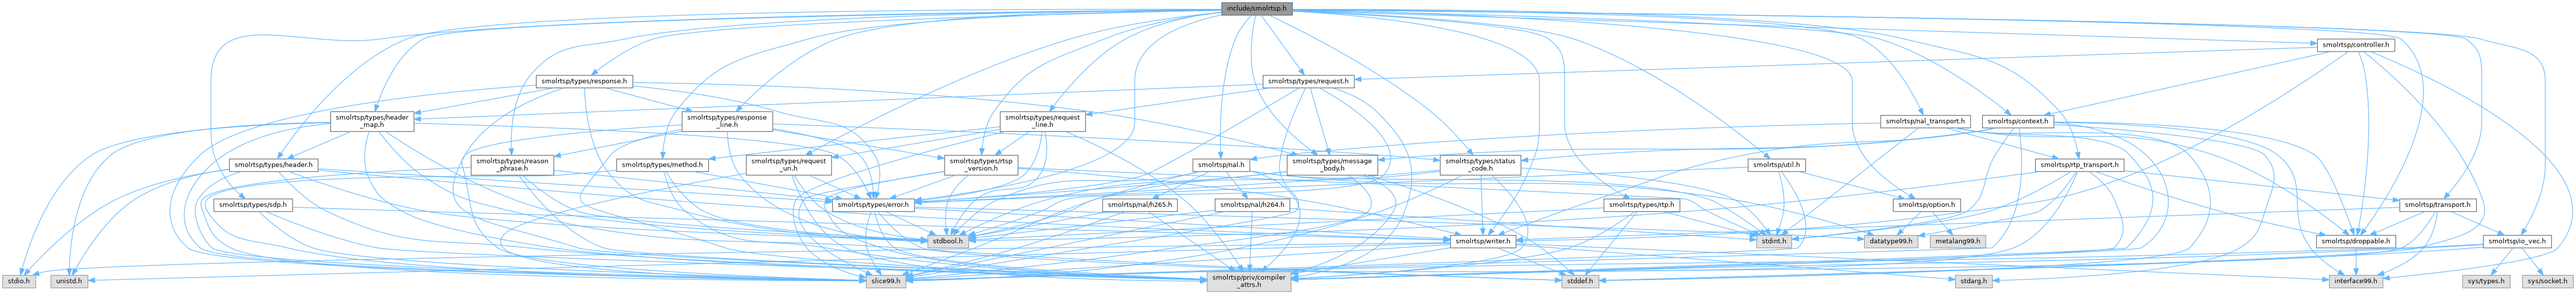 include/smolrtsp.h
smolrtsp/controller.h
smolrtsp/types/response.h
smolrtsp/types/request.h
smolrtsp/types/header
_map.h
smolrtsp/types/response
_line.h
smolrtsp/types/request
_line.h
smolrtsp/nal_transport.h
smolrtsp/context.h
smolrtsp/types/header.h
smolrtsp/types/reason
_phrase.h
smolrtsp/types/method.h
smolrtsp/types/request
_uri.h
smolrtsp/types/rtsp
_version.h
smolrtsp/nal.h
smolrtsp/types/message
_body.h
smolrtsp/types/status
_code.h
smolrtsp/util.h
smolrtsp/rtp_transport.h
smolrtsp/types/sdp.h
smolrtsp/types/error.h
smolrtsp/nal/h265.h
smolrtsp/nal/h264.h
smolrtsp/types/rtp.h
smolrtsp/option.h
smolrtsp/transport.h
stdbool.h
smolrtsp/writer.h
stdint.h
datatype99.h
metalang99.h
smolrtsp/droppable.h
smolrtsp/io_vec.h
stdio.h
unistd.h
slice99.h
smolrtsp/priv/compiler
_attrs.h
stddef.h
stdarg.h
interface99.h
sys/types.h
sys/socket.h